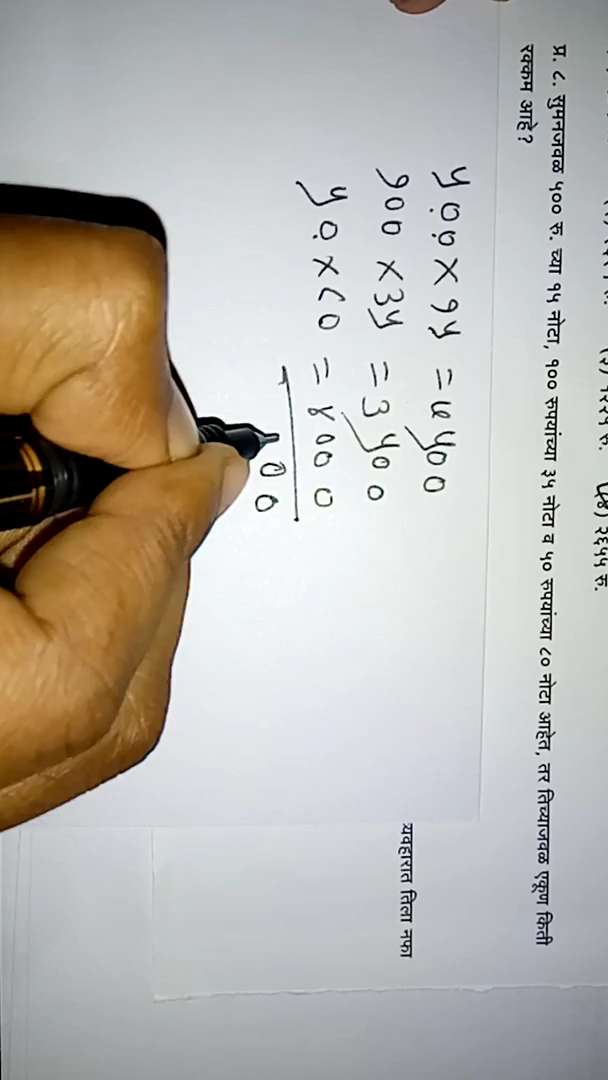 प्र. ८. सुमनजवळ ५०० रु. च्या १५ नोटा, १०० रुपयांच्या ३५ नोटा व ५० रुपयांच्या ८० नोटा आहेत, तर तिच्याजवळ एकूण किती
रक्कम आहे?
५०० × १५ = ७५००
१०० × ३५ = ३५००
५० × ८० = ४०००
००
यवहारात तिला नफा